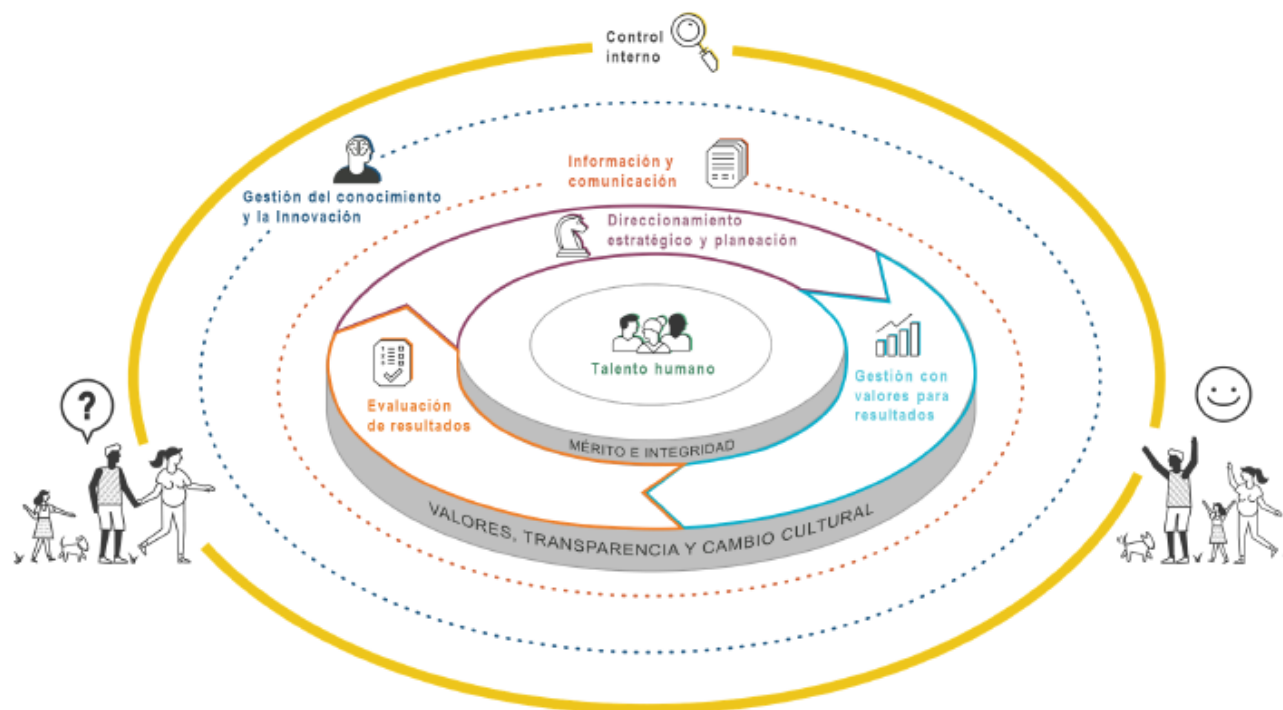 Control
interno
Información y
comunicación
Gestión del conocimiento
y la Innovación
Direccionamiento
estratégico y planeación
Talento humano
Gestión con
valores para
resultados
Evaluación
de resultados
MÉRITO E INTEGRIDAD
VALORES, TRANSPARENCIA Y CAMBIO CULTURAL
?